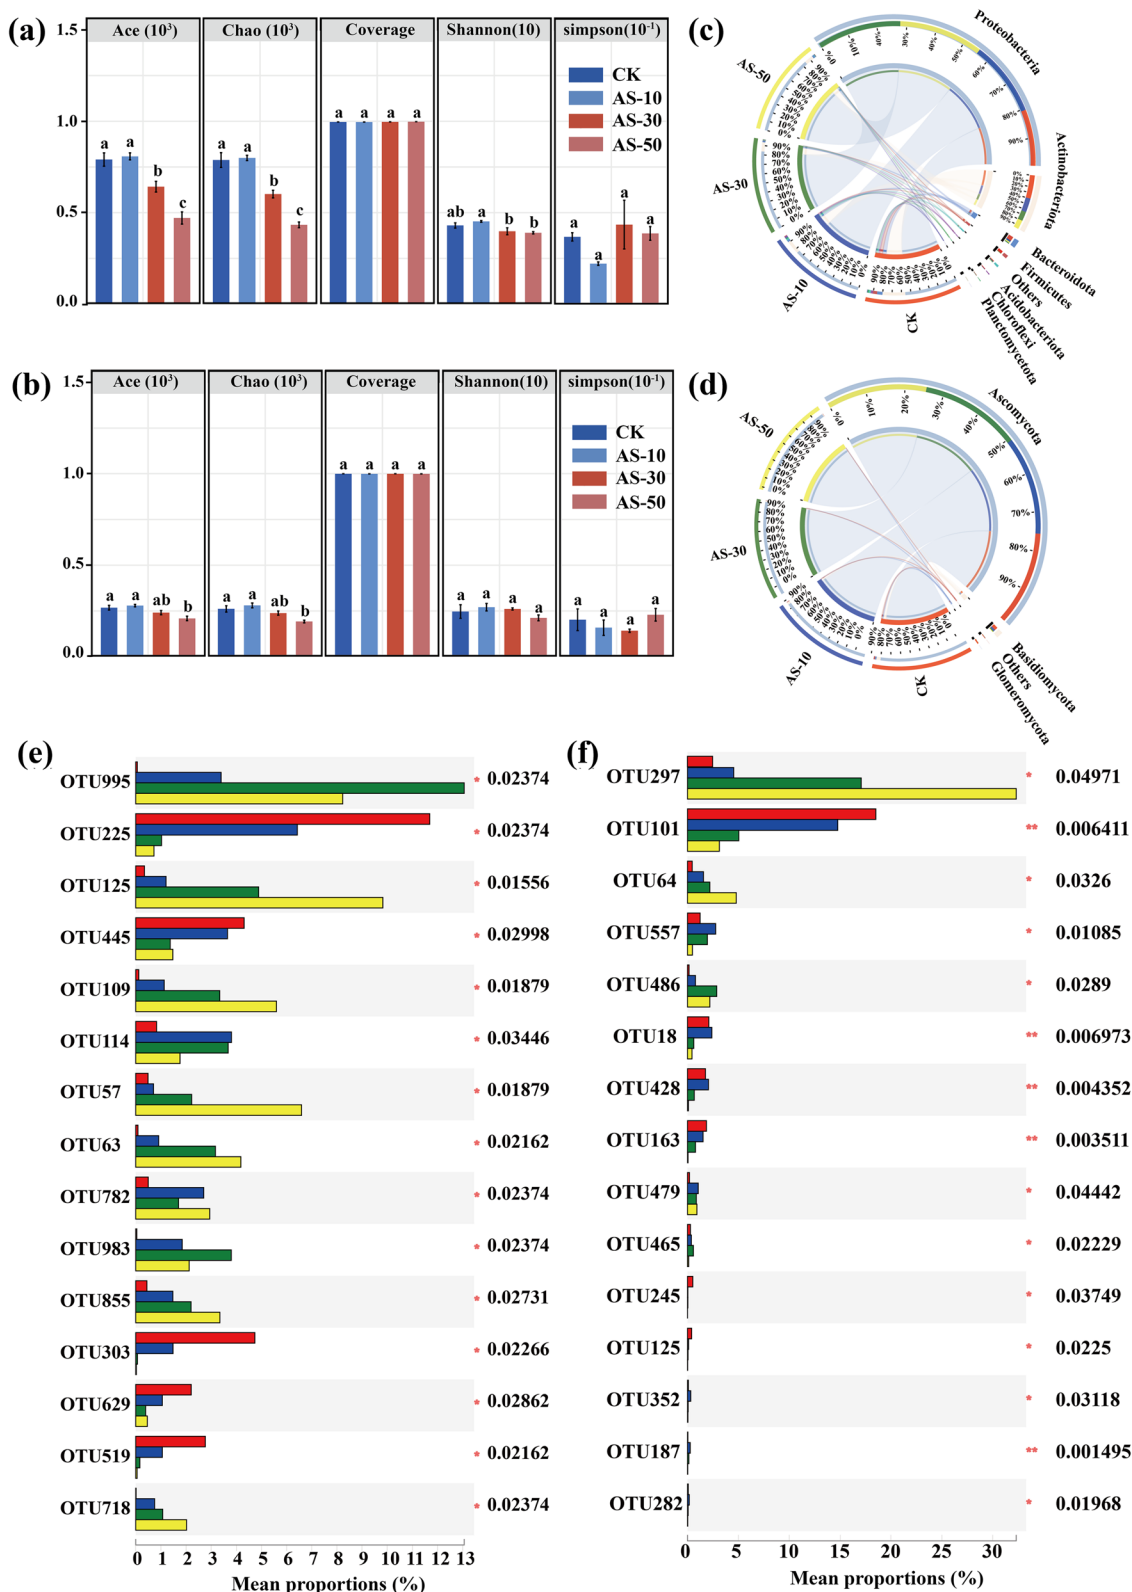 (a)
Ace (10³) Chao (10³) Coverage Shannon(10) simpson(10⁻¹)
1.5
1.0
0.5
0.0
CK
AS-10
AS-30
AS-50
a a b c
a a b c
a a a a
ab a b b
a a a a
(b)
Ace (10³) Chao (10³) Coverage Shannon(10) simpson(10⁻¹)
1.5
1.0
0.5
0.0
CK
AS-10
AS-30
AS-50
a a ab b
a a ab b
a a a a
a a a a
a a a a
(c)
Proteobacteria
Actinobacteriota
Bacteroidota
Firmicutes
Others
Acidobacteriota
Chloroflexi
Planctomycetota
CK
AS-10
AS-30
AS-50
(d)
Ascomycota
Basidiomycota
Others
Glomeromycota
CK
AS-10
AS-30
AS-50
(e)
OTU995 * 0.02374
OTU225 * 0.02374
OTU125 * 0.01556
OTU445 * 0.02998
OTU109 * 0.01879
OTU114 * 0.03446
OTU57 * 0.01879
OTU63 * 0.02162
OTU782 * 0.02374
OTU983 * 0.02374
OTU855 * 0.02731
OTU303 * 0.02266
OTU629 * 0.02862
OTU519 * 0.02162
OTU718 * 0.02374
0 1 2 3 4 5 6 7 8 9 10 11 12 13
Mean proportions (%)
(f)
OTU297 * 0.04971
OTU101 ** 0.006411
OTU64 * 0.0326
OTU557 * 0.01085
OTU486 * 0.0289
OTU18 ** 0.006973
OTU428 ** 0.004352
OTU163 ** 0.003511
OTU479 * 0.04442
OTU465 * 0.02229
OTU245 * 0.03749
OTU125 * 0.0225
OTU352 * 0.03118
OTU187 ** 0.001495
OTU282 * 0.01968
0 5 10 15 20 25 30
Mean proportions (%)